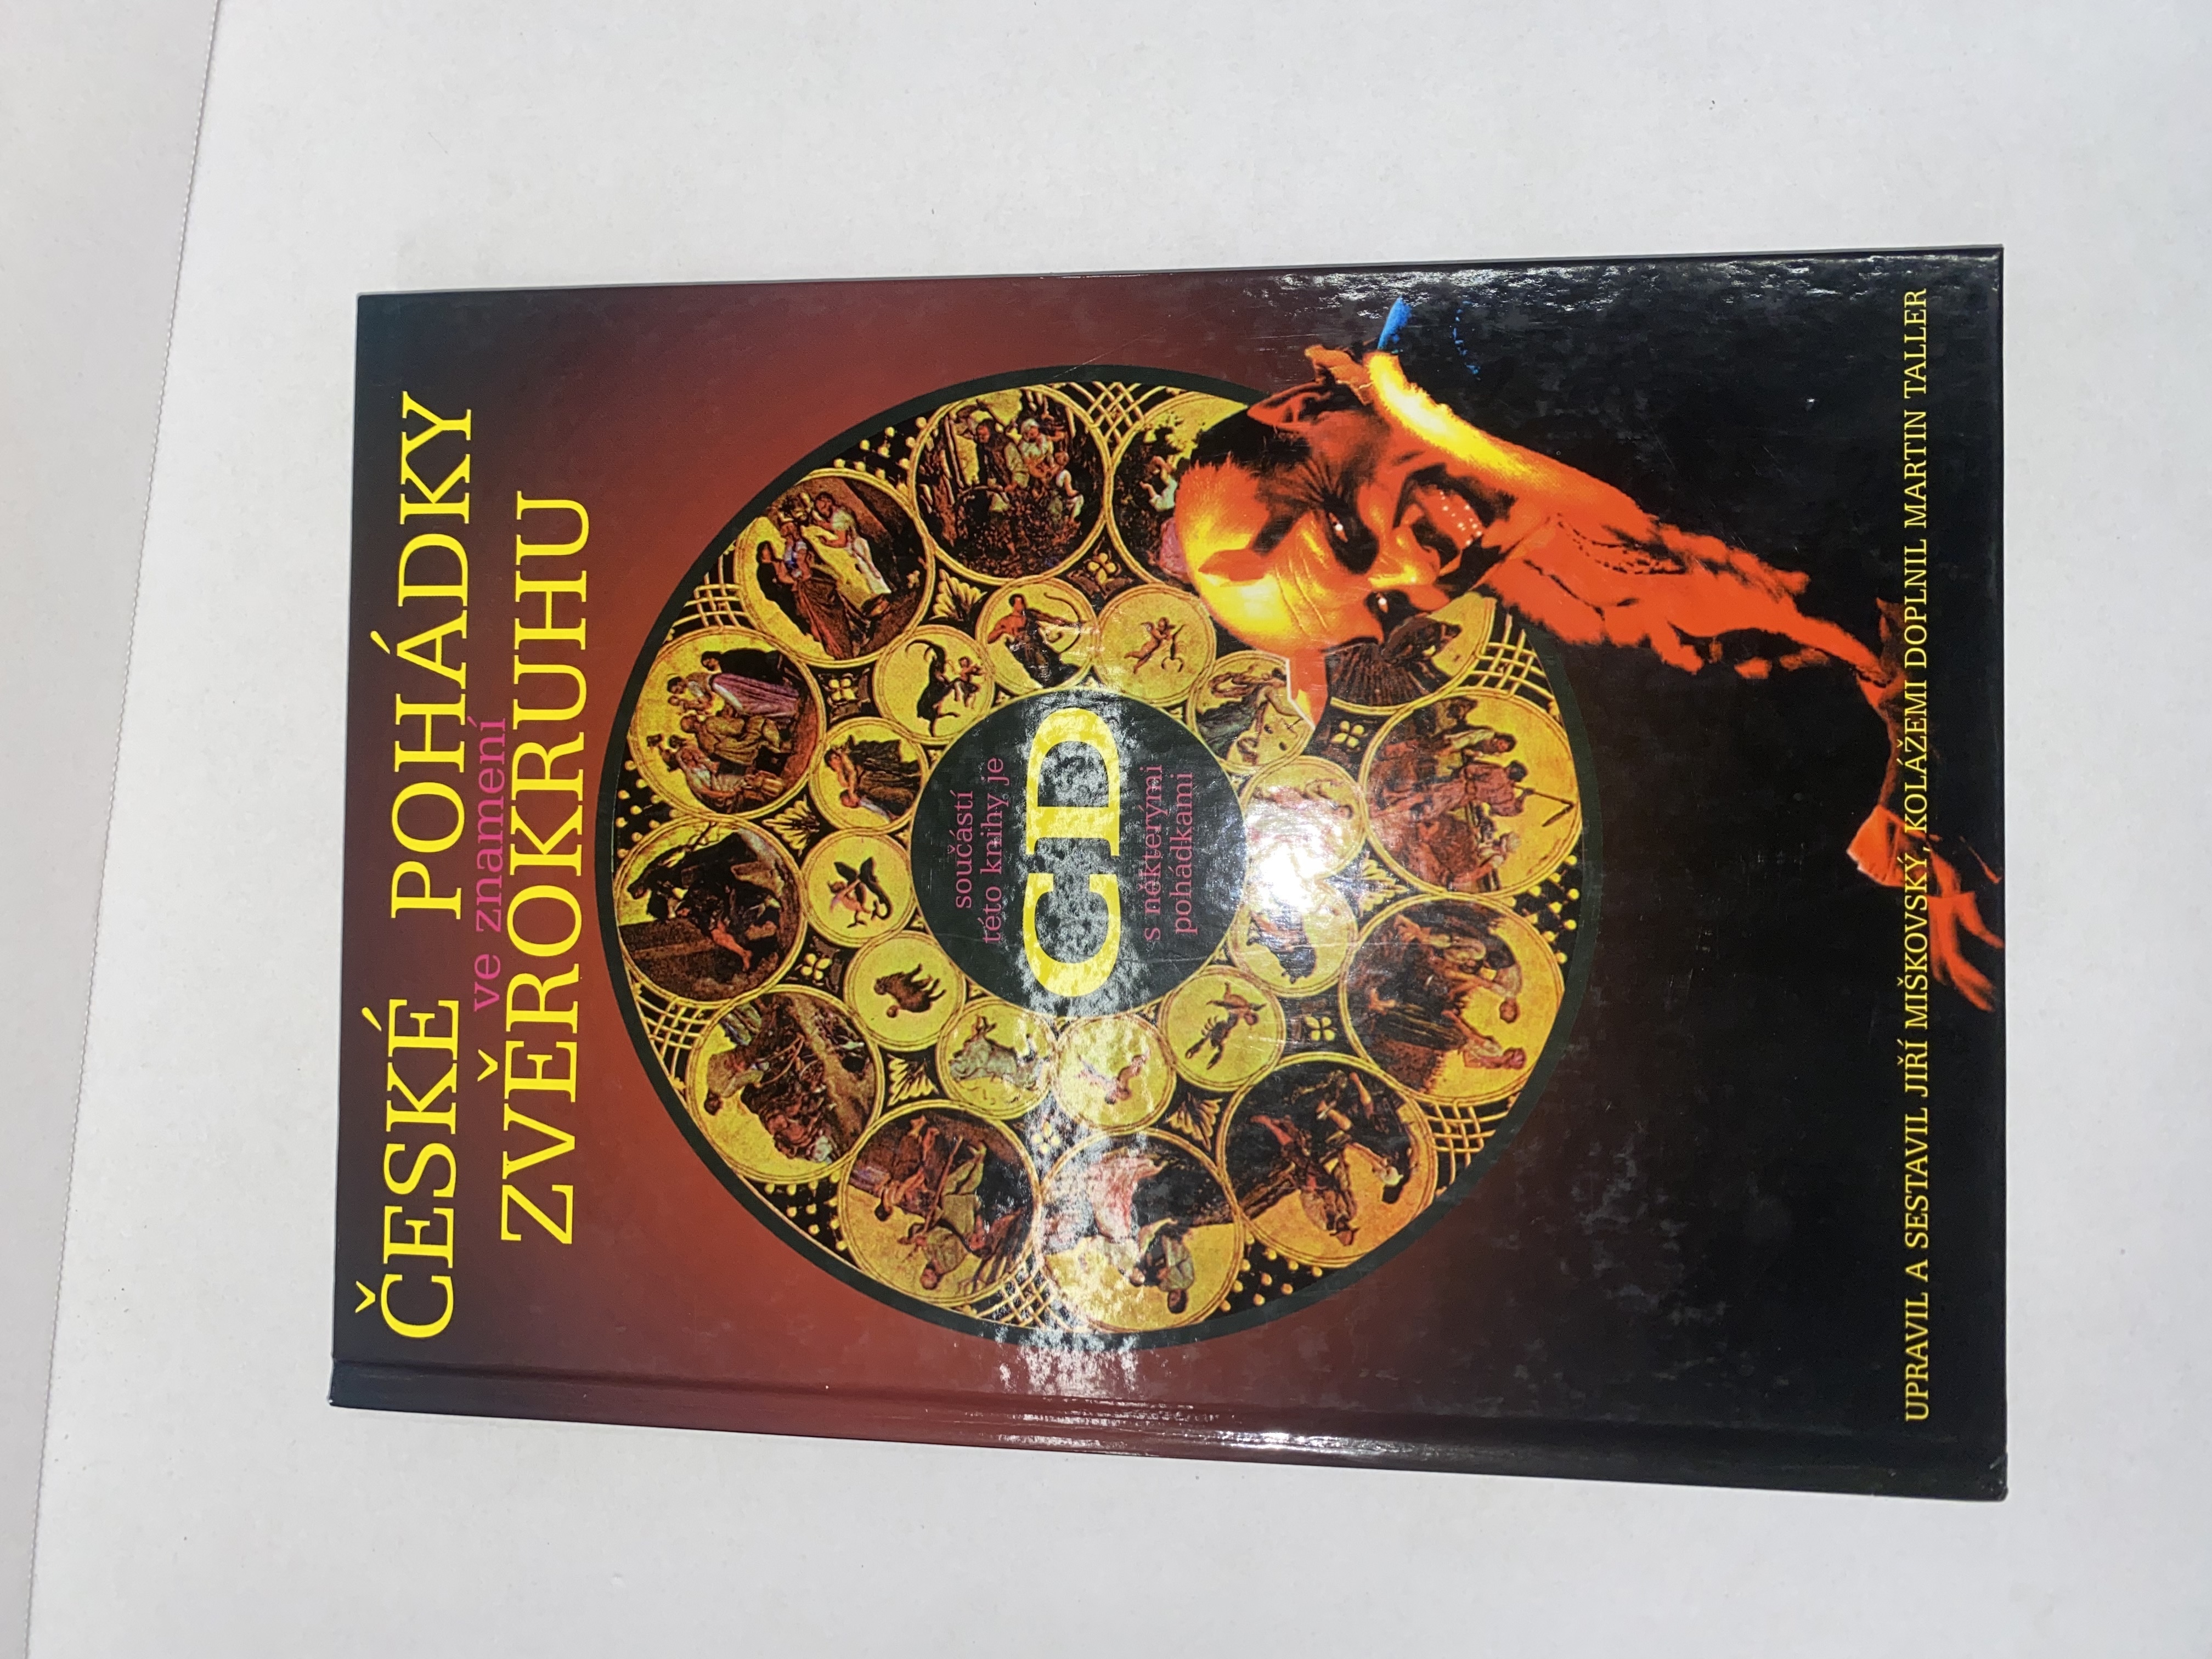 ČESKÉ POHÁDKY
ve znamení
ZVĚROKRUHU
součástí
této knihy je
CD
s některými
pohádkami
UPRAVIL A SESTAVIL JIŘÍ MIŠKOVSKÝ, KOLÁŽEMI DOPLNIL MARTIN TALLER